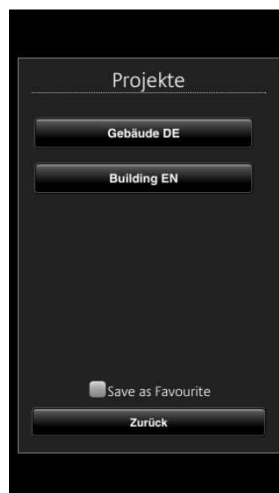 Projekte
Gebäude DE
Building EN
Save as Favourite
Zurück